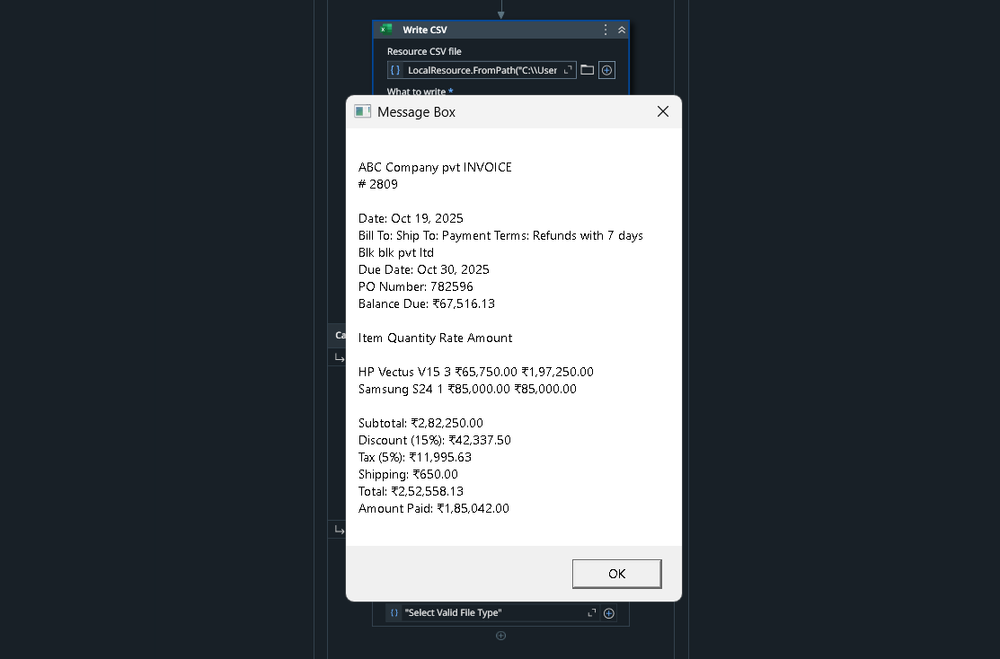 Write CSV
Resource CSV file
LocalResource.FromPath("C:\\User
What to write *
Message Box
ABC Company pvt INVOICE
# 2809
Date: Oct 19, 2025
Bill To: Ship To: Payment Terms: Refunds with 7 days
Blk blk pvt ltd
Due Date: Oct 30, 2025
PO Number: 782596
Balance Due: ₹67,516.13
Item Quantity Rate Amount
HP Vectus V15 3 ₹65,750.00 ₹1,97,250.00
Samsung S24 1 ₹85,000.00 ₹85,000.00
Subtotal: ₹2,82,250.00
Discount (15%): ₹42,337.50
Tax (5%): ₹11,995.63
Shipping: ₹650.00
Total: ₹2,52,558.13
Amount Paid: ₹1,85,042.00
Ca
OK
"Select Valid File Type"